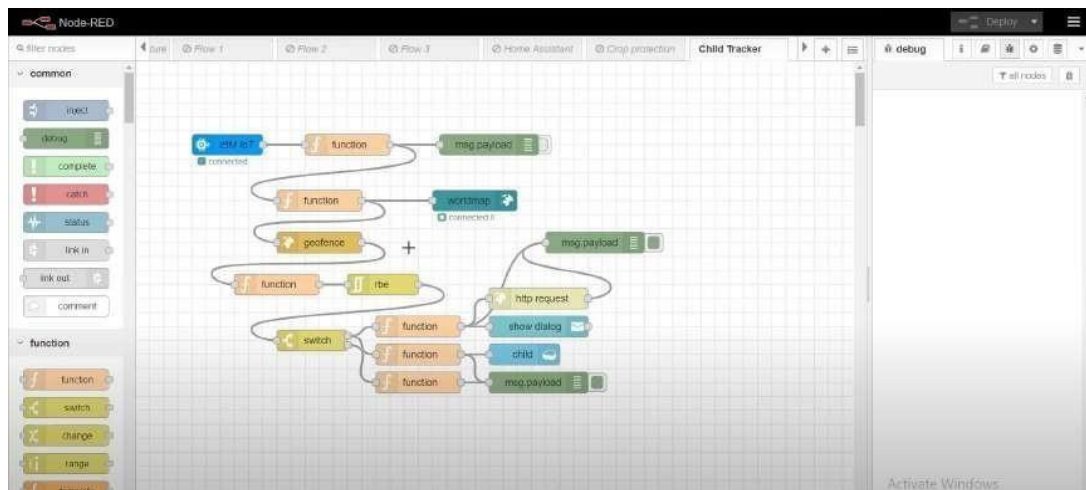 Node-RED
Deploy
filter nodes
Flow 1
Flow 2
Flow 3
Home Assistant
Crop protection
Child Tracker
debug
i
all nodes
common
inject
debug
complete
catch
status
link in
link out
comment
function
function
switch
change
range
IBM IoT
connected
function
msg.payload
function
worldmap
geofence
msg.payload
function
rbe
http request
switch
function
show dialog
function
child
function
msg.payload
Activate Windows